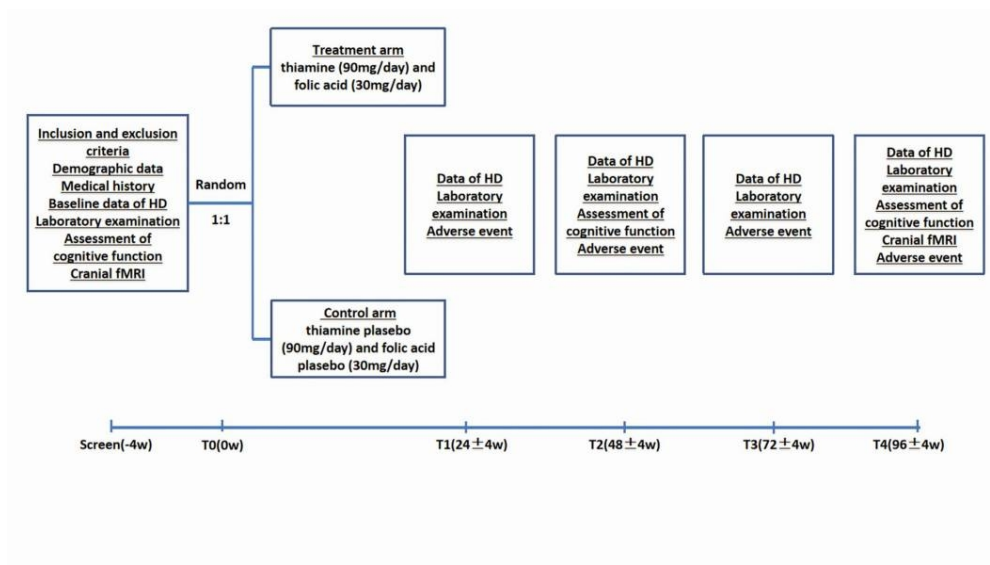 Treatment arm
thiamine (90mg/day) and
folic acid (30mg/day)
Inclusion and exclusion
criteria
Demographic data
Medical history
Baseline data of HD
Laboratory examination
Assessment of
cognitive function
Cranial fMRI
Random
1:1
Control arm
thiamine plasebo
(90mg/day) and folic acid
plasebo (30mg/day)
Data of HD
Laboratory
examination
Adverse event
Data of HD
Laboratory
examination
Assessment of
cognitive function
Adverse event
Data of HD
Laboratory
examination
Adverse event
Data of HD
Laboratory
examination
Assessment of
cognitive function
Cranial fMRI
Adverse event
Screen(-4w)
T0(0w)
T1(24±4w)
T2(48±4w)
T3(72±4w)
T4(96±4w)